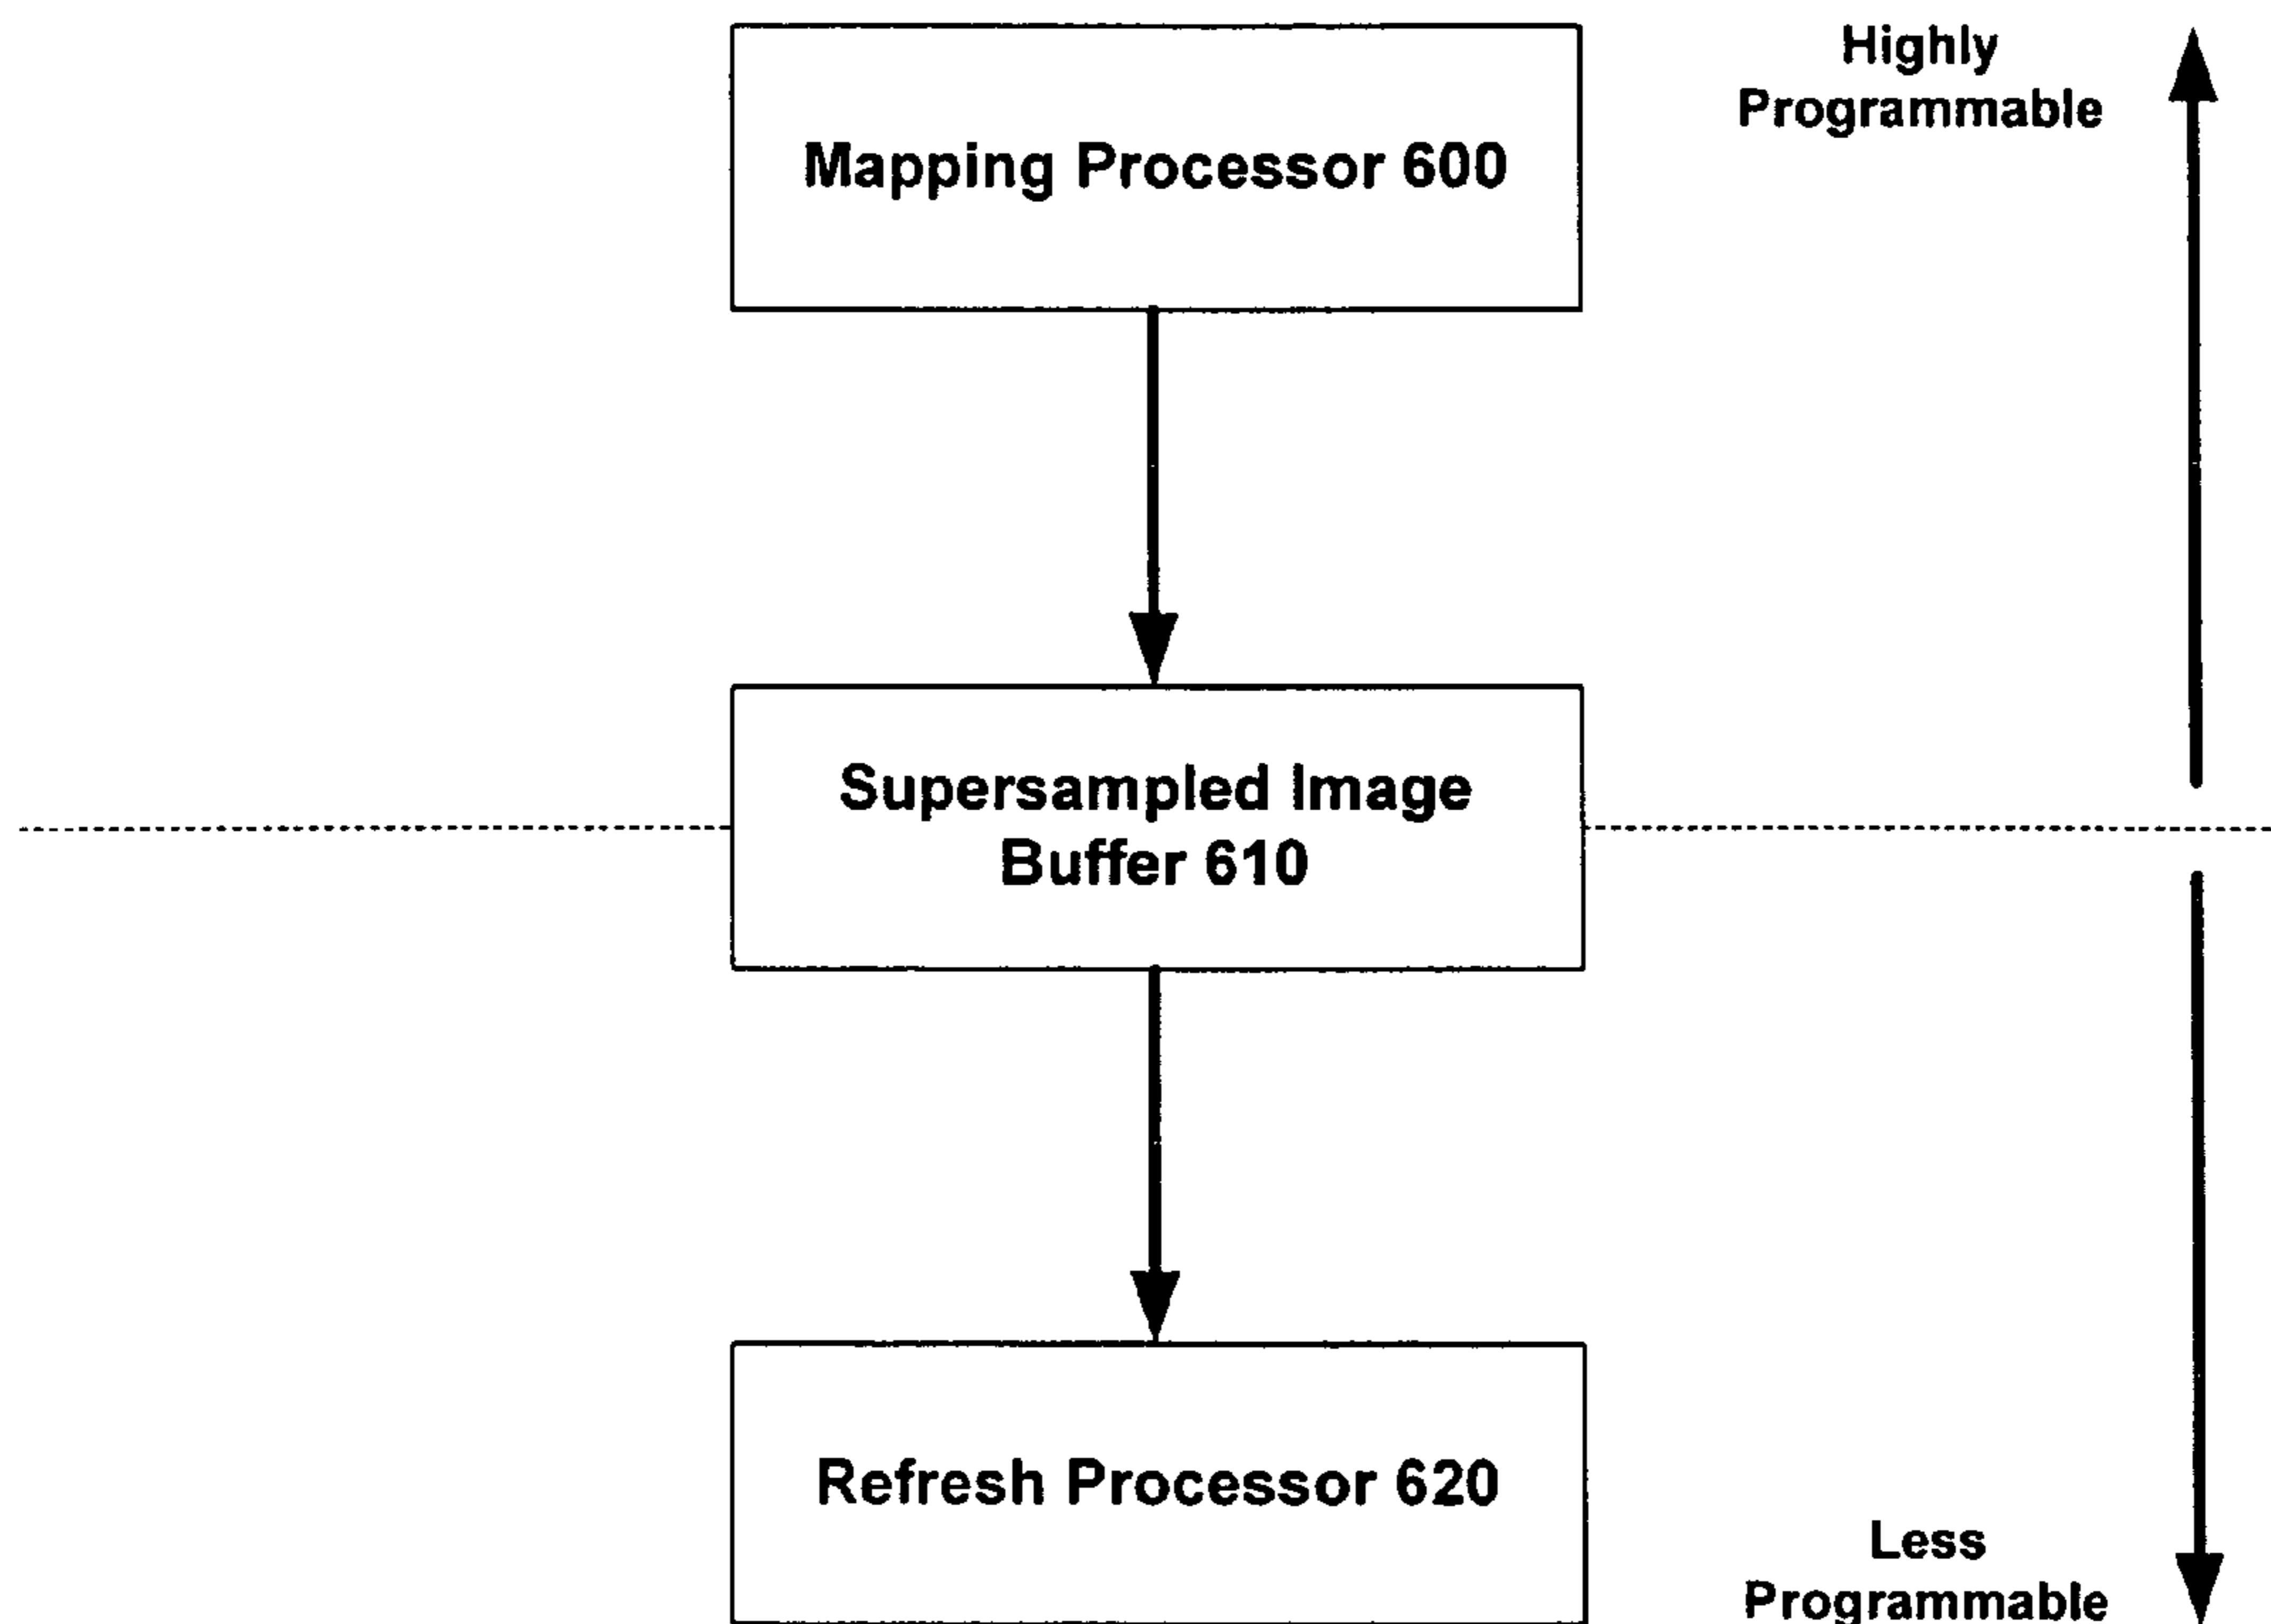 Highly
Programmable
Mapping Processor 600
Supersampled Image
Buffer 610
Refresh Processor 620
Less
Programmable